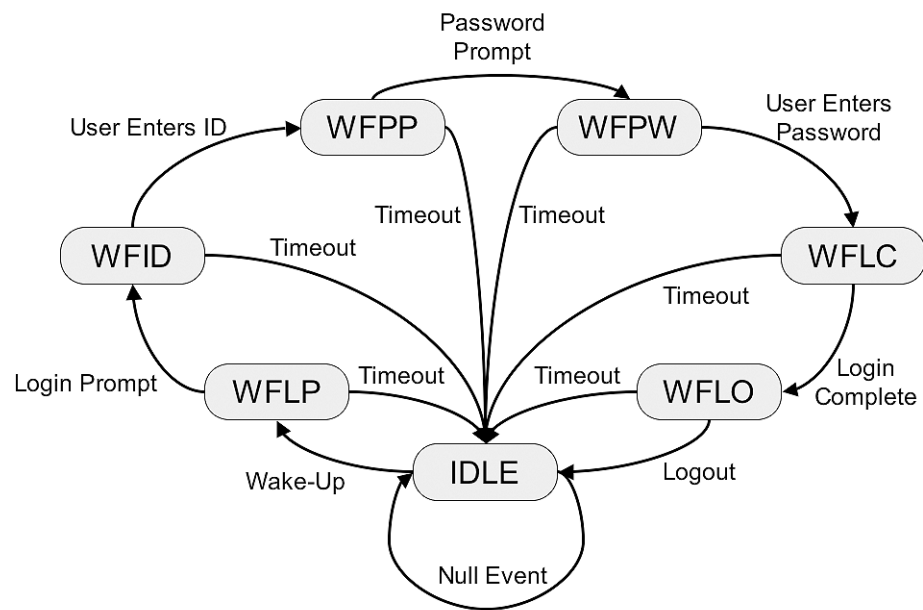 Password
Prompt
User Enters ID
WFPP
WFPW
User Enters
Password
Timeout
Timeout
WFID
Timeout
WFLC
Timeout
Login Prompt
WFLP
Timeout
Timeout
WFLO
Login
Complete
Wake-Up
IDLE
Logout
Null Event